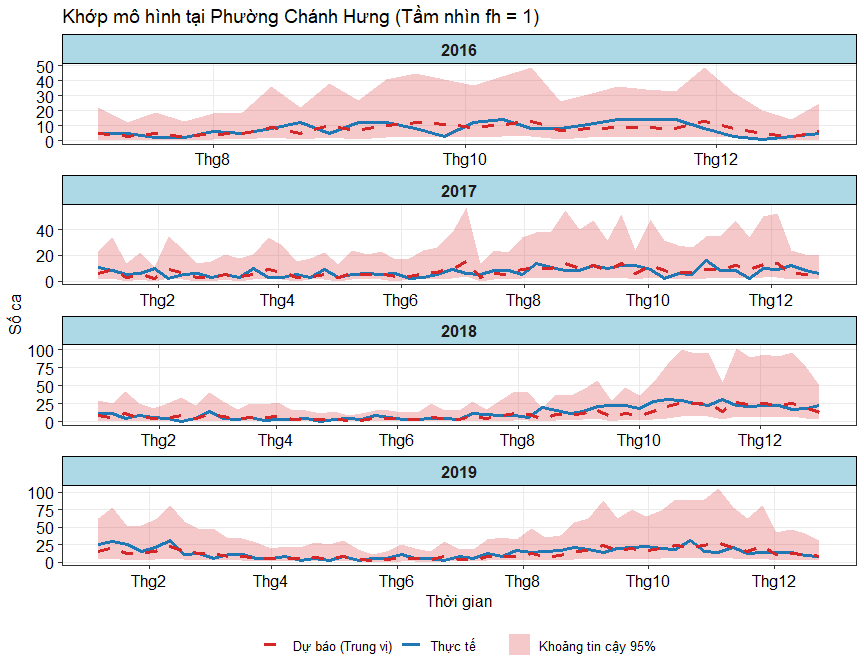 Khớp mô hình tại Phường Chánh Hưng (Tầm nhìn fh = 1)
2016
50
40
30
20
10
0
Thg8 Thg10 Thg12
2017
40
20
0
Thg2 Thg4 Thg6 Thg8 Thg10 Thg12
Số ca
2018
100
75
50
25
0
Thg2 Thg4 Thg6 Thg8 Thg10 Thg12
2019
100
75
50
25
0
Thg2 Thg4 Thg6 Thg8 Thg10 Thg12
Thời gian
Dự báo (Trung vị) Thực tế Khoảng tin cậy 95%